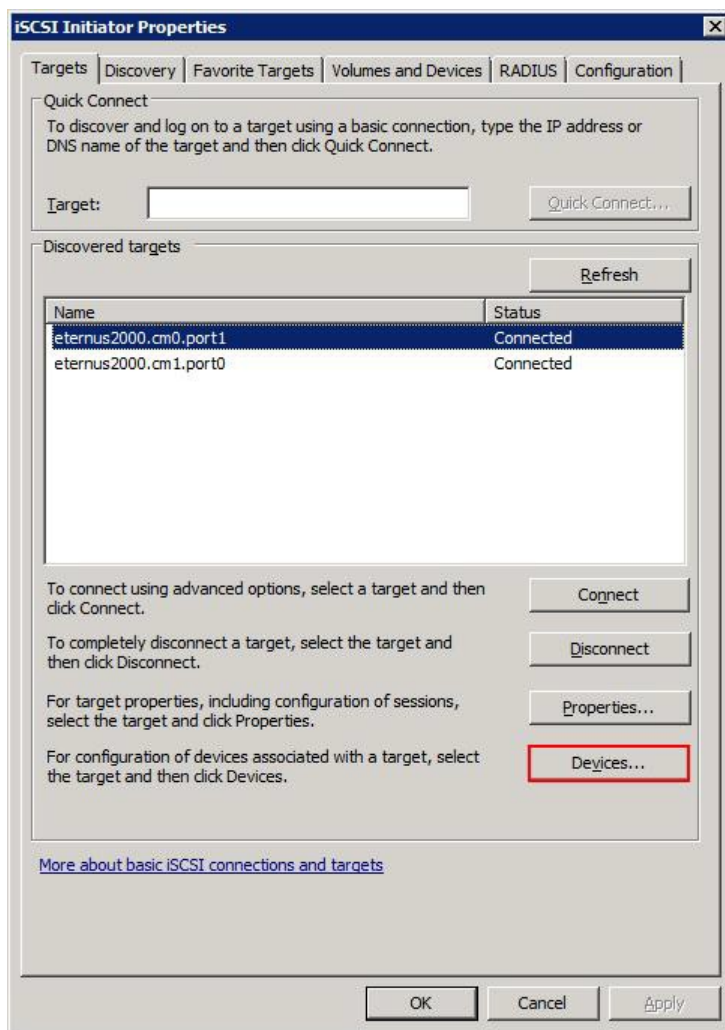 iSCSI Initiator Properties
Targets Discovery Favorite Targets Volumes and Devices RADIUS Configuration
Quick Connect
To discover and log on to a target using a basic connection, type the IP address or
DNS name of the target and then click Quick Connect.
Target: Quick Connect...
Discovered targets
Refresh
Name Status
eternus2000.cm0.port1 Connected
eternus2000.cm1.port0 Connected
To connect using advanced options, select a target and then
click Connect.
Connect
To completely disconnect a target, select the target and
then click Disconnect.
Disconnect
For target properties, including configuration of sessions,
select the target and click Properties.
Properties...
For configuration of devices associated with a target, select
the target and then click Devices.
Devices...
More about basic iSCSI connections and targets
OK Cancel Apply